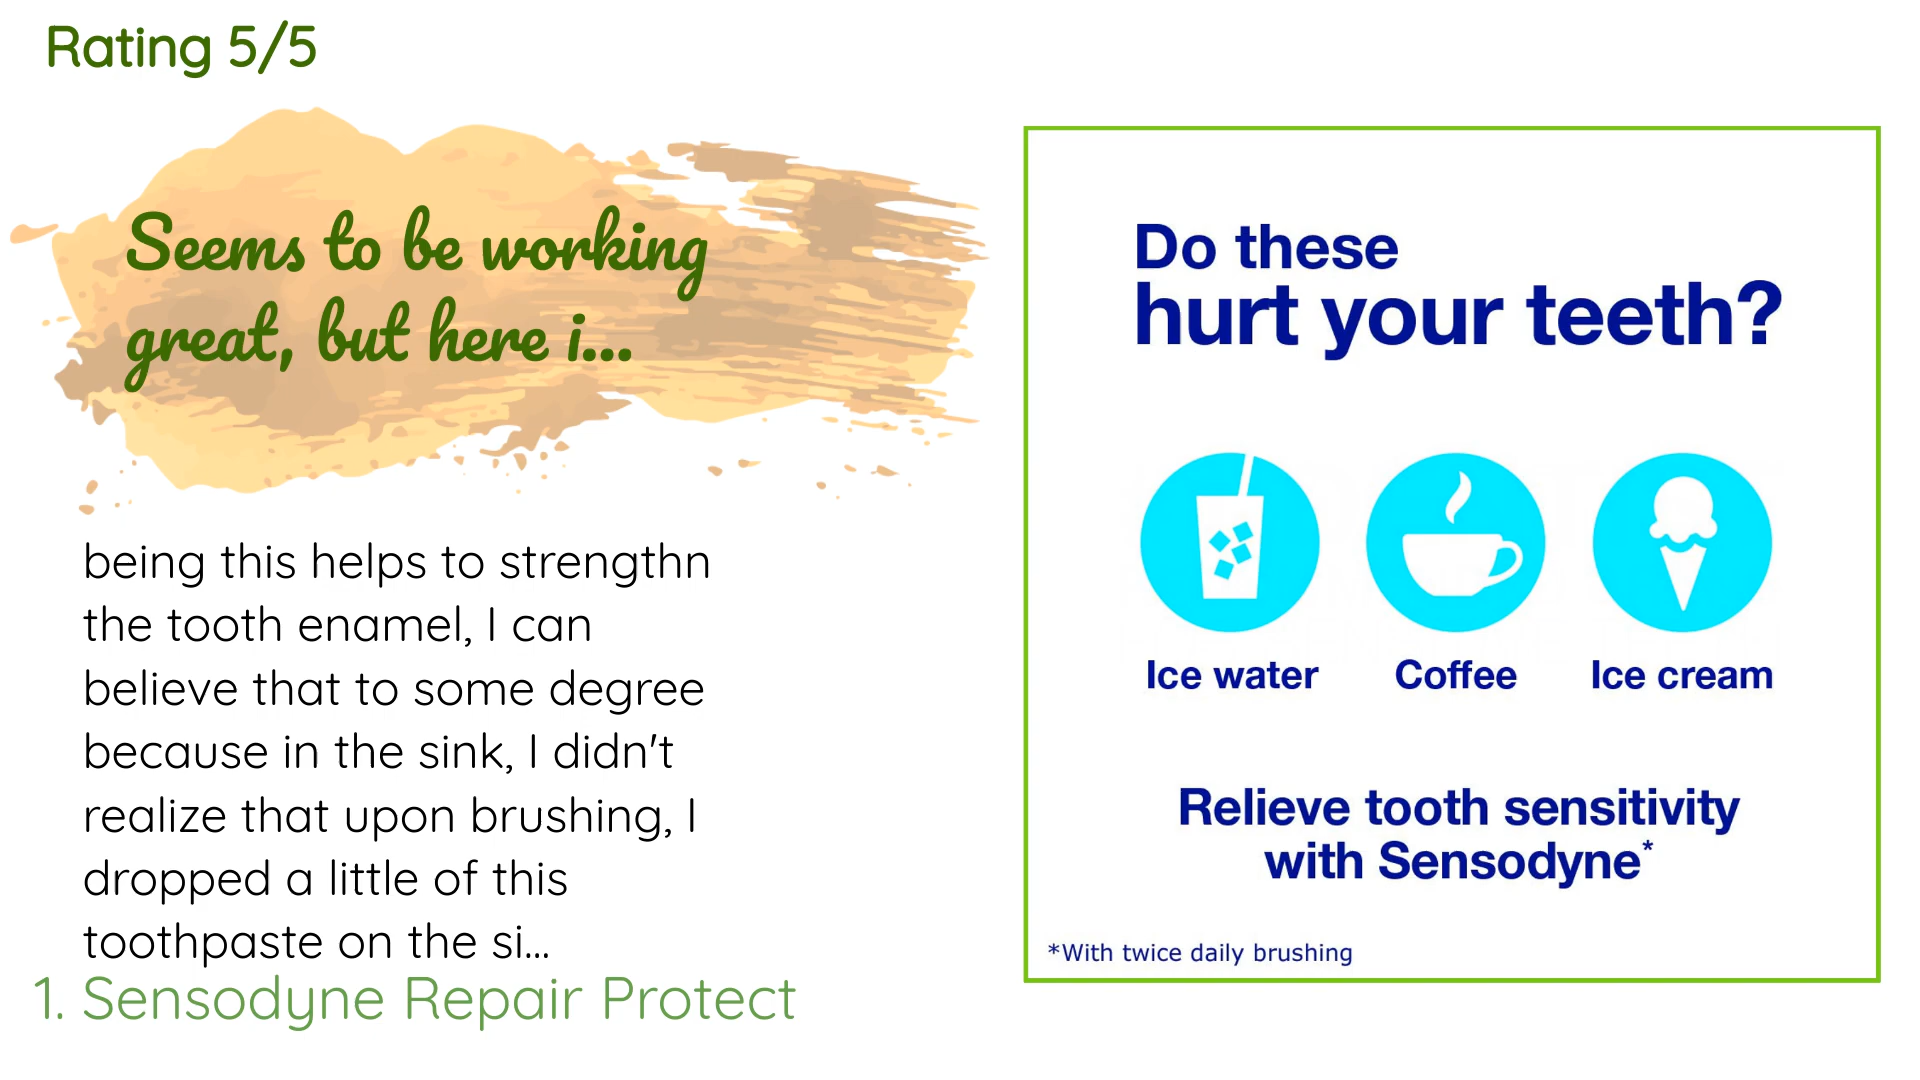 Rating 5/5
Seems to be working
great, but here i...
being this helps to strengthn
the tooth enamel, I can
believe that to some degree
because in the sink, I didn't
realize that upon brushing, I
dropped a little of this
toothpaste on the si...
1. Sensodyne Repair Protect
Do these
hurt your teeth?
Ice water
Coffee
Ice cream
Relieve tooth sensitivity
with Sensodyne*
*With twice daily brushing